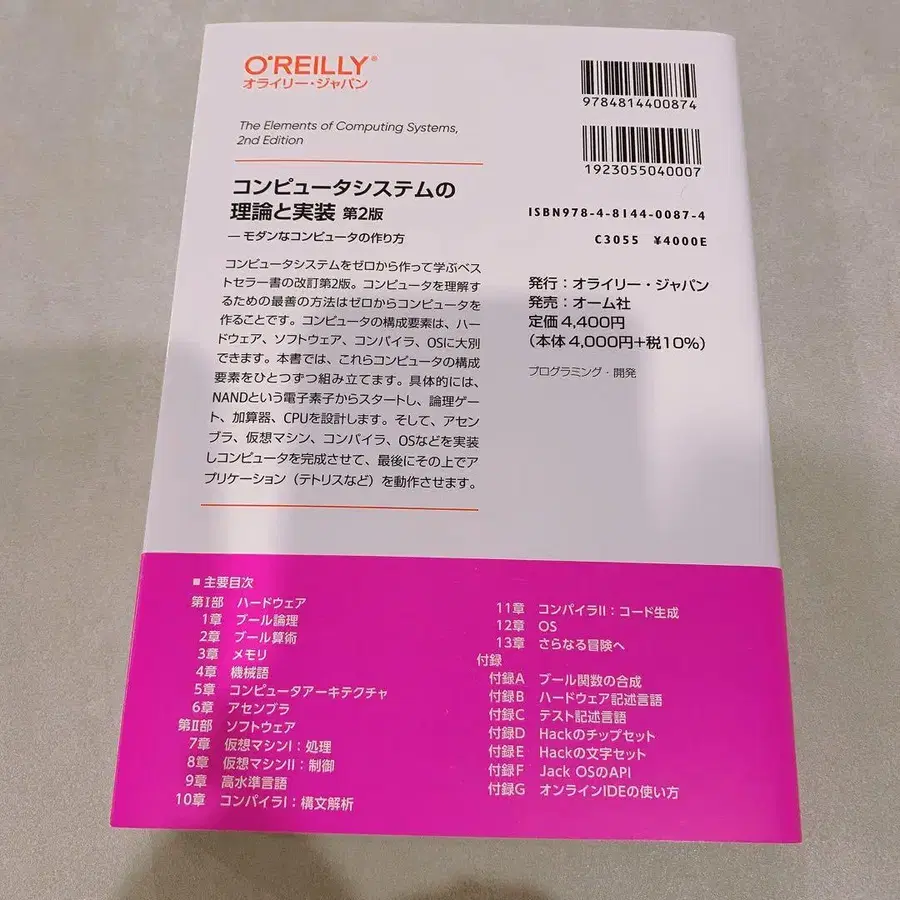 O'REILLY®
オライリー・ジャパン
The Elements of Computing Systems,
2nd Edition
コンピュータシステムの
理論と実装 第2版
― モダンなコンピュータの作り方
コンピュータシステムをゼロから作って学ぶベス
トセラー書の改訂第2版。コンピュータを理解す
るための最善の方法はゼロからコンピュータを
作ることです。コンピュータの構成要素は、ハー
ドウェア、ソフトウェア、コンパイラ、OSに大別
できます。本書では、これらコンピュータの構成
要素をひとつずつ組み立てます。具体的には、
NANDという電子素子からスタートし、論理ゲー
ト、加算器、CPUを設計します。そして、アセン
ブラ、仮想マシン、コンパイラ、OSなどを実装
しコンピュータを完成させて、最後にその上でア
プリケーション（テトリスなど）を動作させます。
9784814400874
1923055040007
ISBN978-4-8144-0087-4
C3055 ¥4000E
発行：オライリー・ジャパン
発売：オーム社
定価4,400円
（本体4,000円+税10%）
プログラミング・開発
■ 主要目次
第I部 ハードウェア
1章 ブール論理
2章 ブール算術
3章 メモリ
4章 機械語
5章 コンピュータアーキテクチャ
6章 アセンブラ
第II部 ソフトウェア
7章 仮想マシンI：処理
8章 仮想マシンII：制御
9章 高水準言語
10章 コンパイラI：構文解析
11章 コンパイラII：コード生成
12章 OS
13章 さらなる冒険へ
付録
付録A ブール関数の合成
付録B ハードウェア記述言語
付録C テスト記述言語
付録D Hackのチップセット
付録E Hackの文字セット
付録F Jack OSのAPI
付録G オンラインIDEの使い方